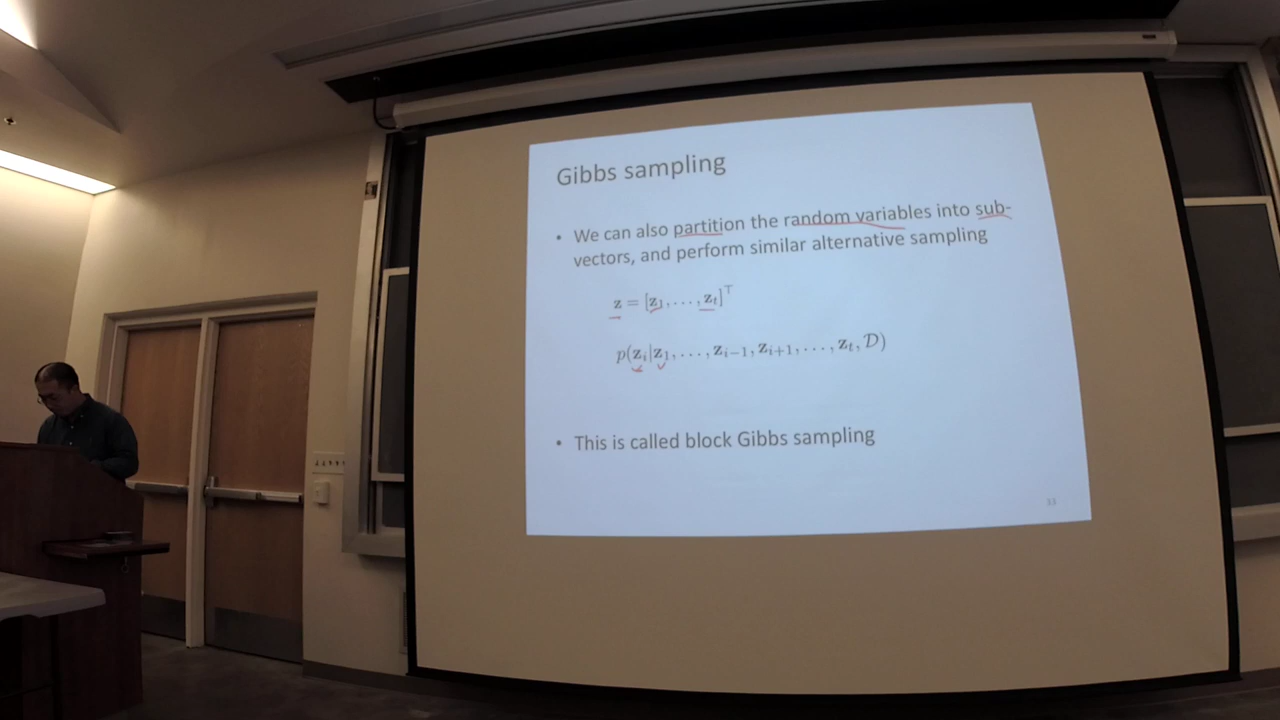 Gibbs sampling
• We can also partition the random variables into sub-
vectors, and perform similar alternative sampling
z = [z₁, . . . , zₜ]⊤
p(zᵢ|z₁, . . . , zᵢ₋₁, zᵢ₊₁, . . . , zₜ, 𝒟)
• This is called block Gibbs sampling
33